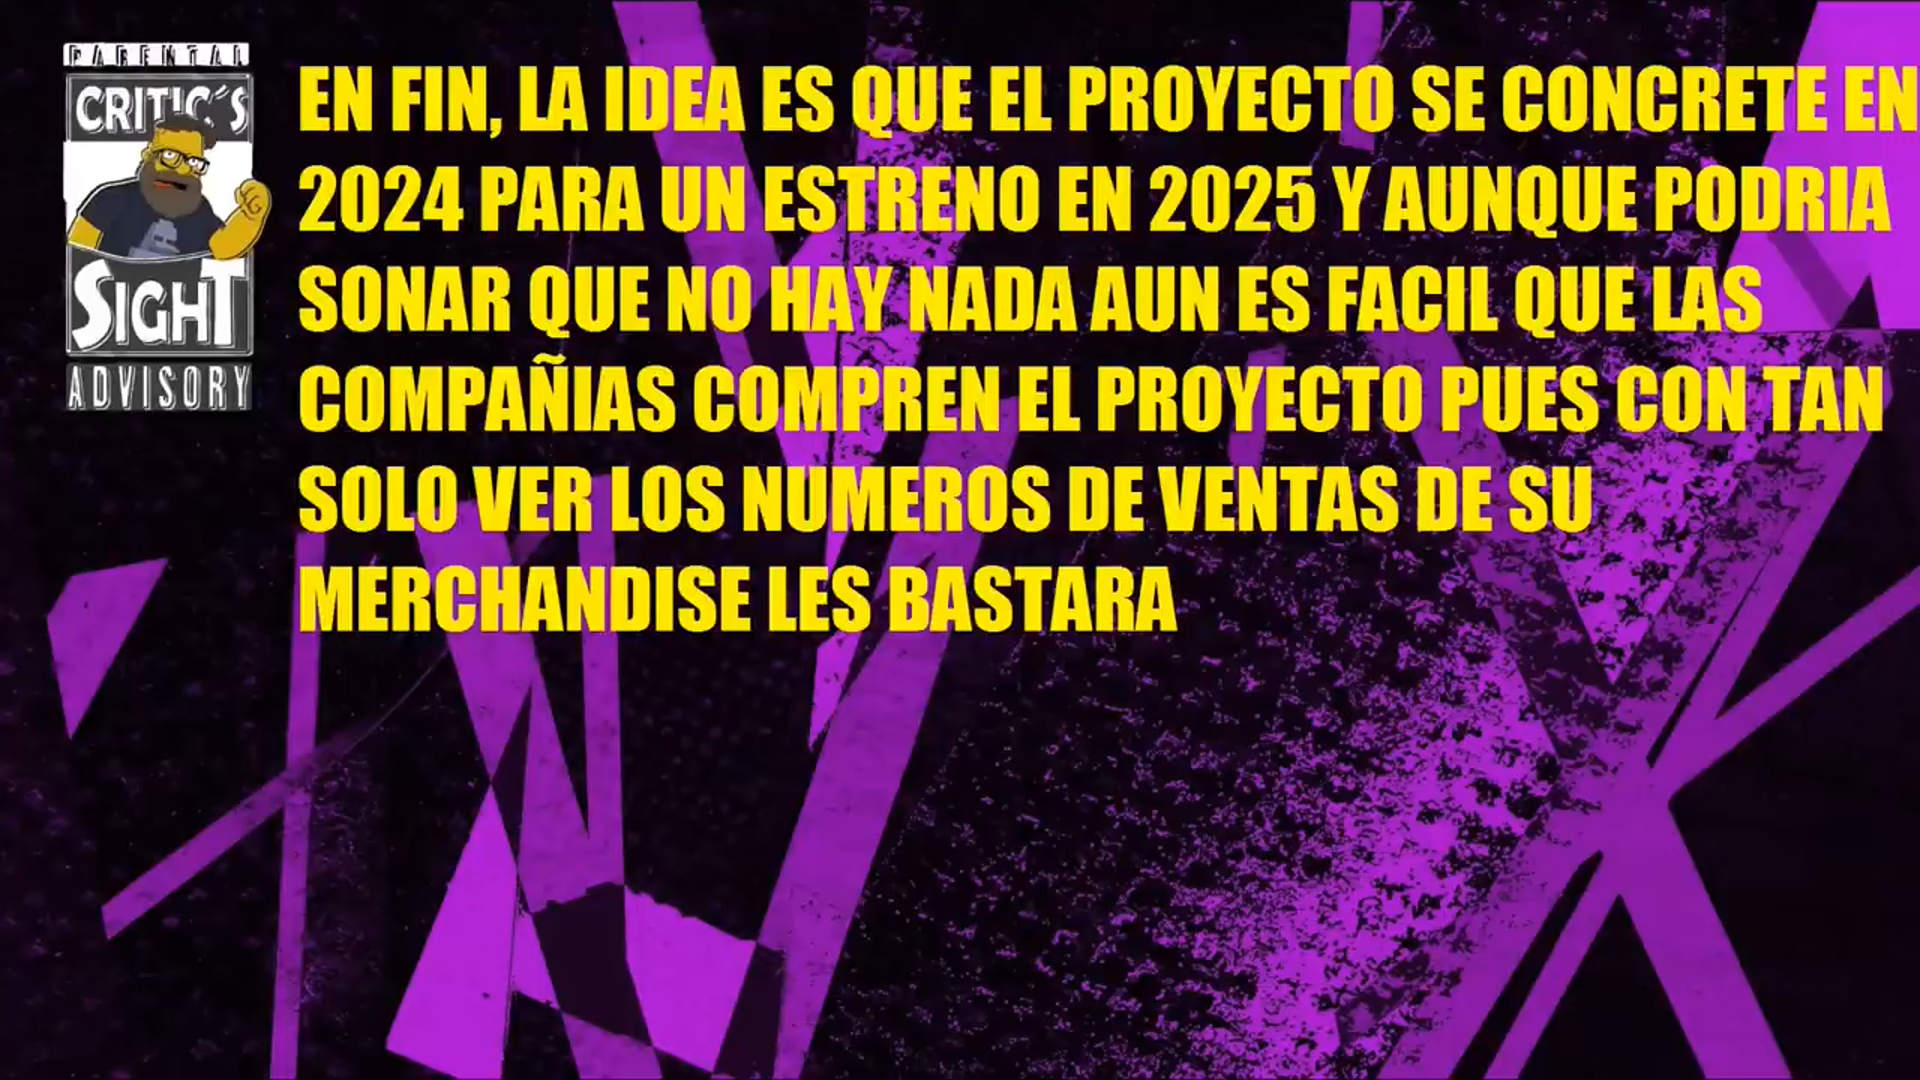 PARENTAL
CRITIC'S
SIGHT
ADVISORY
EN FIN, LA IDEA ES QUE EL PROYECTO SE CONCRETE EN
2024 PARA UN ESTRENO EN 2025 Y AUNQUE PODRIA
SONAR QUE NO HAY NADA AUN ES FACIL QUE LAS
COMPAÑIAS COMPREN EL PROYECTO PUES CON TAN
SOLO VER LOS NUMEROS DE VENTAS DE SU
MERCHANDISE LES BASTARA